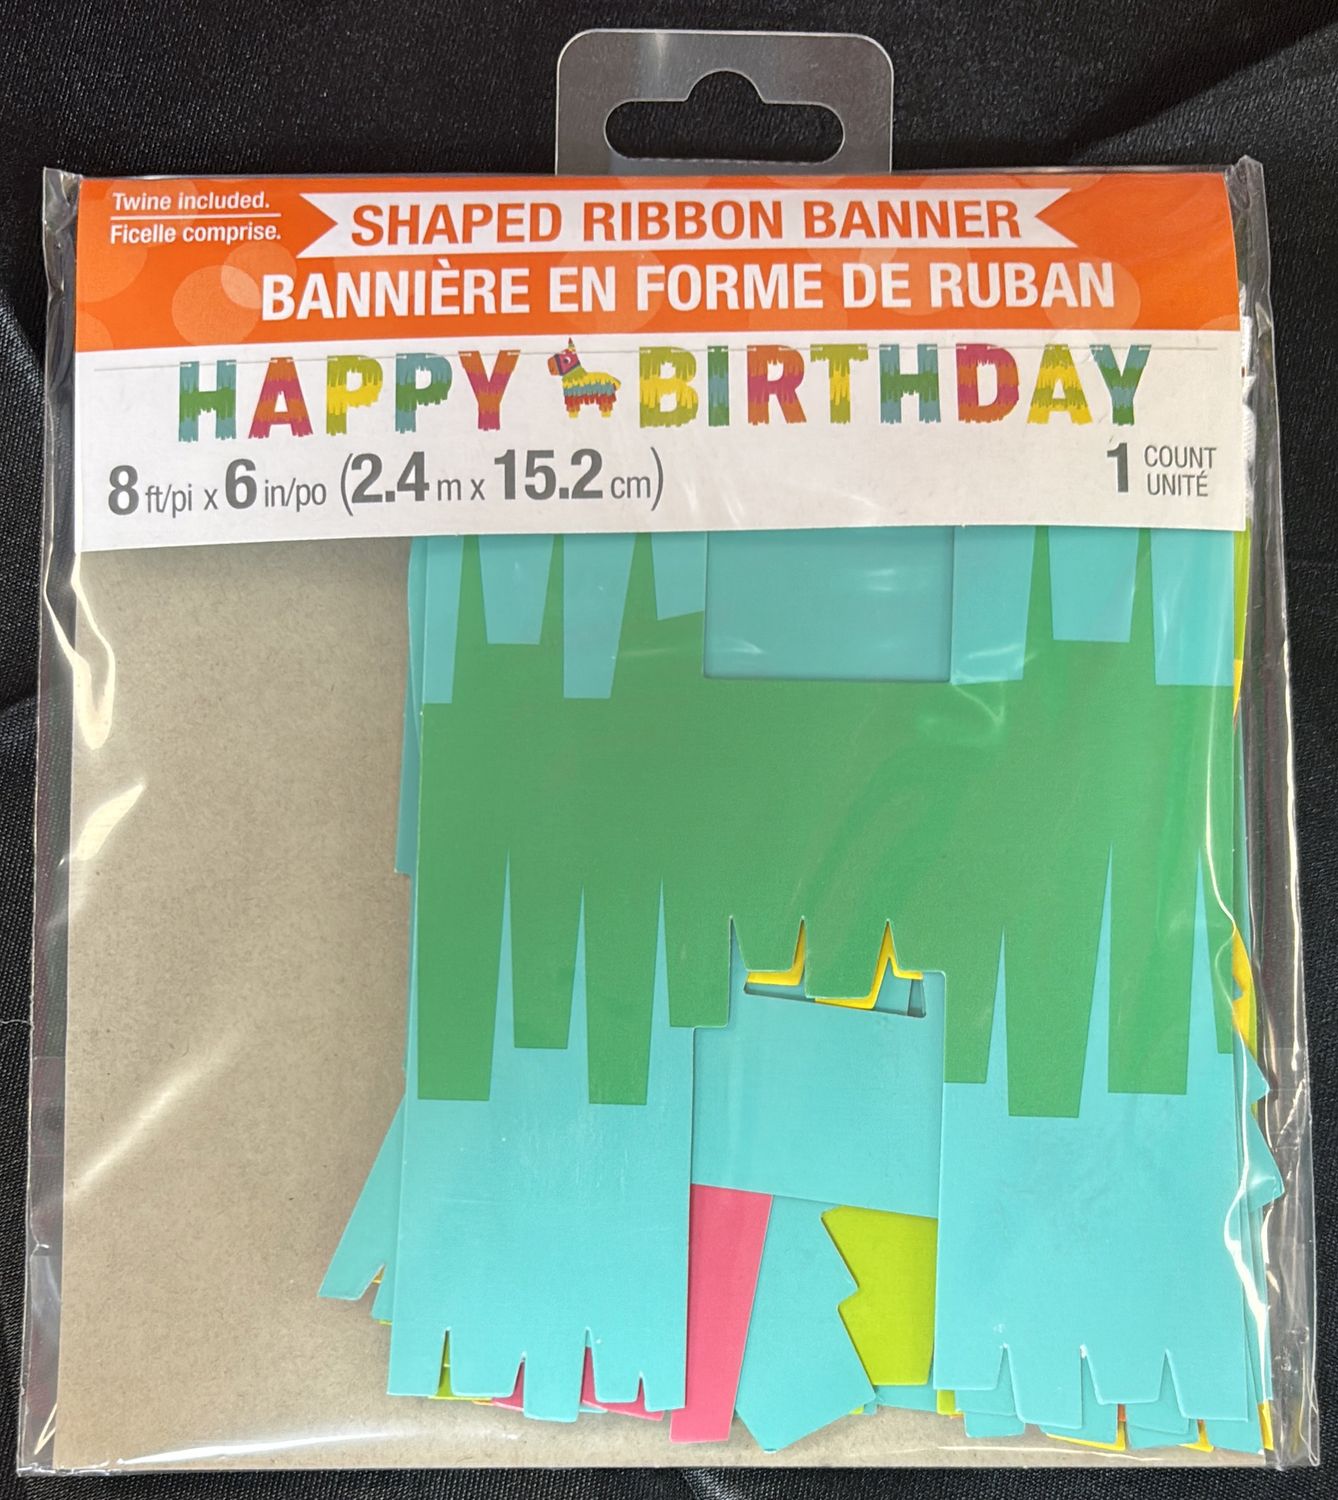 Twine included.
Ficelle comprise.
SHAPED RIBBON BANNER
BANNIÈRE EN FORME DE RUBAN
HAPPY BIRTHDAY
8 ft/pi x 6 in/po (2.4 m x 15.2 cm)
1 COUNT
UNITÉ